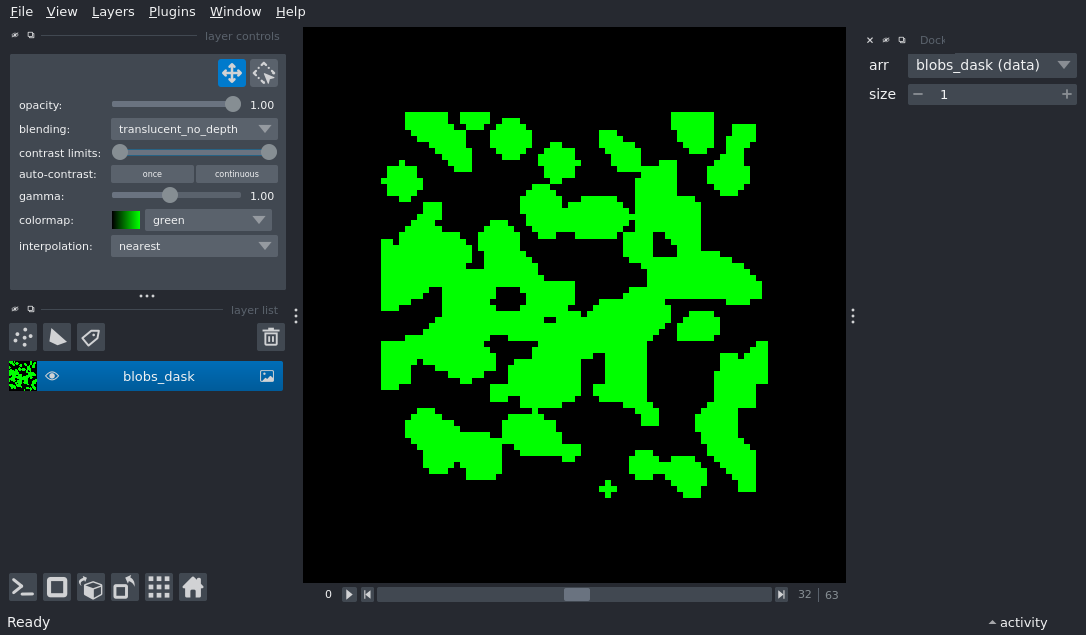 File View Layers Plugins Window Help
layer controls
opacity: 1.00
blending: translucent_no_depth
contrast limits:
auto-contrast: once continuous
gamma: 1.00
colormap: green
interpolation: nearest
layer list
blobs_dask
Dock
arr blobs_dask (data)
size 1
0 32 63
Ready
activity